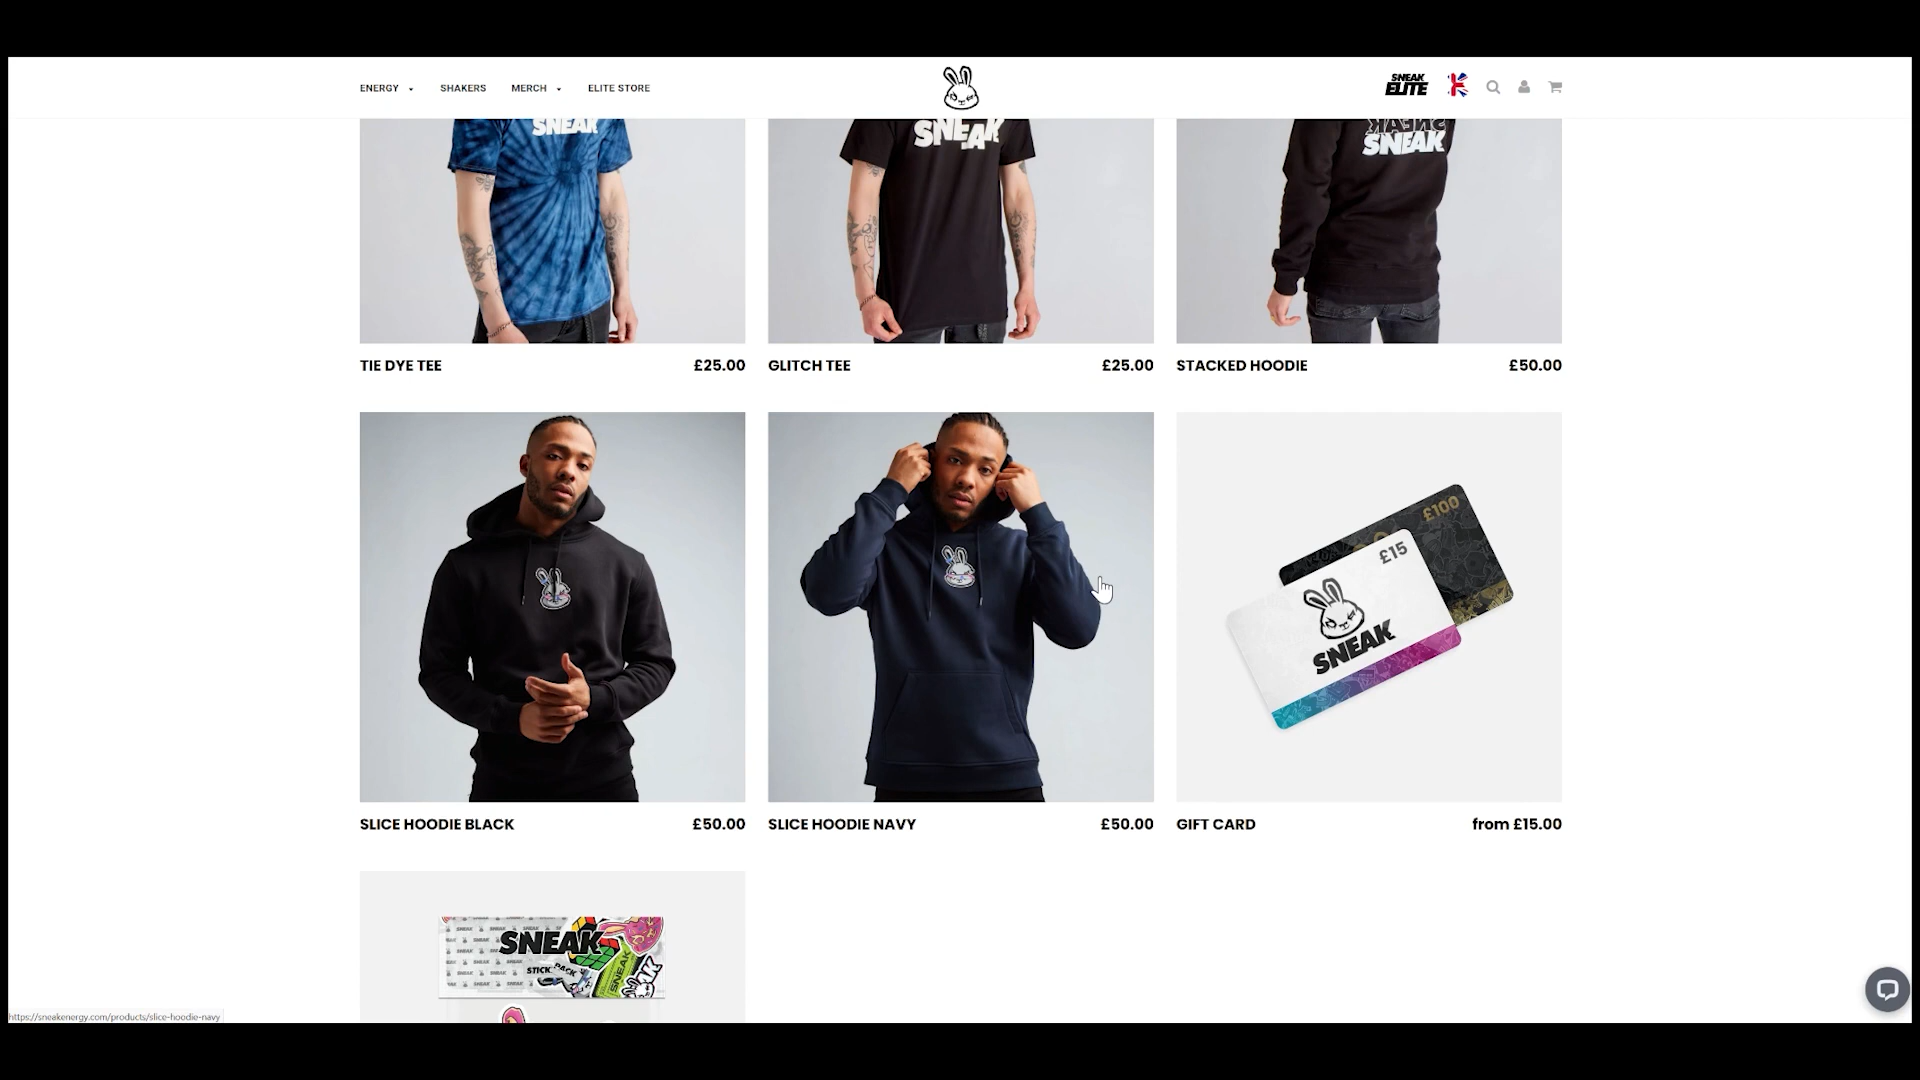 ENERGY
SHAKERS
MERCH
ELITE STORE
SNEAK
ELITE
SNEAK
SNEAK
SNEAK
SNEAK
TIE DYE TEE
£25.00
GLITCH TEE
£25.00
STACKED HOODIE
£50.00
£100
£15
SNEAK
SLICE HOODIE BLACK
£50.00
SLICE HOODIE NAVY
£50.00
GIFT CARD
from £15.00
SNEAK
STICK PACK
SNEAK
https://sneakenergy.com/products/slice-hoodie-navy